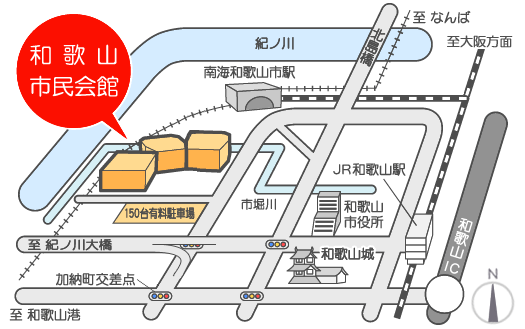 至 なんば
北島橋
紀ノ川
至大阪方面
和歌山
市民会館
南海和歌山市駅
JR和歌山駅
150台有料駐車場
市堀川
和歌山
市役所
和歌山IC
至 紀ノ川大橋
和歌山城
加納町交差点
至 和歌山港
N